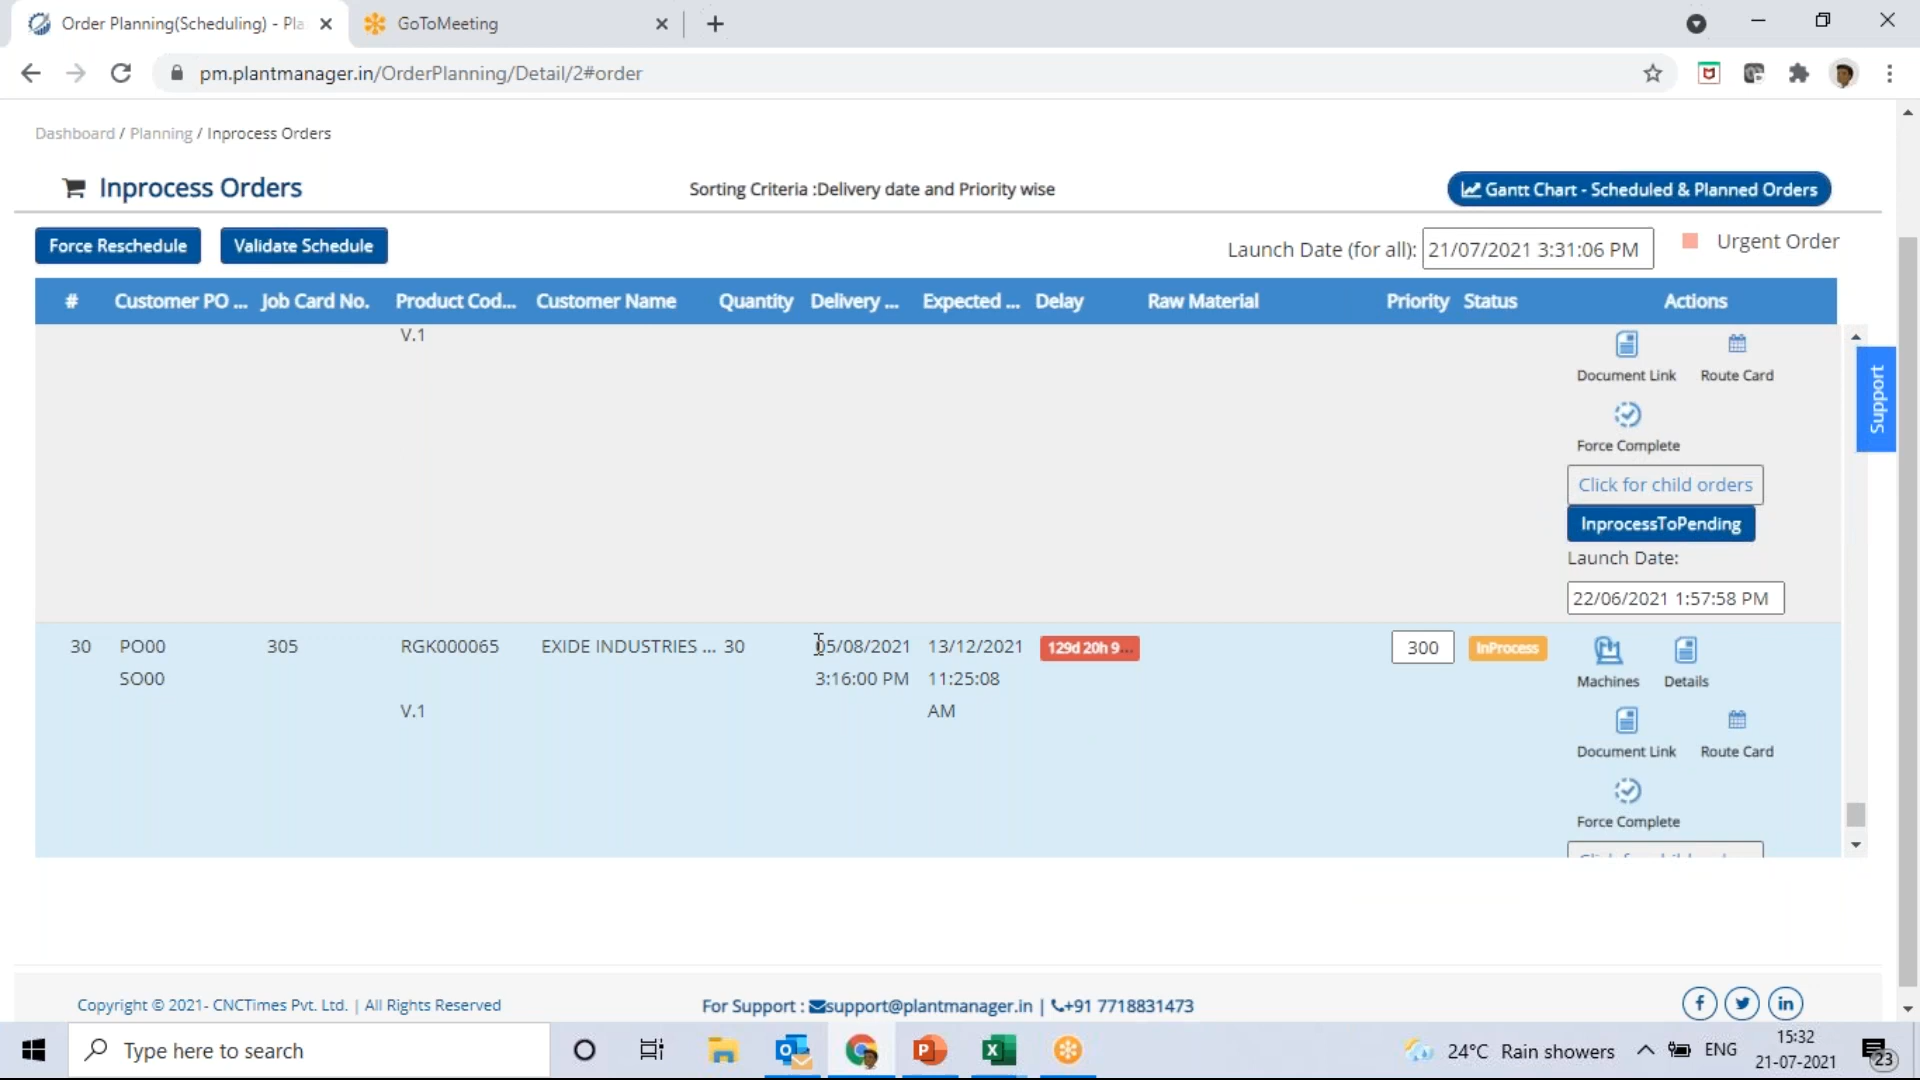 Order Planning(Scheduling) - Pla
GoToMeeting
pm.plantmanager.in/OrderPlanning/Detail/2#order
Dashboard / Planning / Inprocess Orders
Inprocess Orders
Sorting Criteria :Delivery date and Priority wise
Gantt Chart - Scheduled & Planned Orders
Force Reschedule
Validate Schedule
Launch Date (for all): 21/07/2021 3:31:06 PM
Urgent Order
# Customer PO ... Job Card No. Product Cod... Customer Name Quantity Delivery ... Expected ... Delay Raw Material Priority Status Actions
V.1
Document Link Route Card
Force Complete
Click for child orders
InprocessToPending
Launch Date:
22/06/2021 1:57:58 PM
Support
30 PO00 305 RGK000065 EXIDE INDUSTRIES ... 30 05/08/2021 13/12/2021 129d 20h 9... 300 InProcess
SO00 3:16:00 PM 11:25:08
Machines Details
V.1 AM
Document Link Route Card
Force Complete
Copyright © 2021- CNCTimes Pvt. Ltd. | All Rights Reserved
For Support : support@plantmanager.in | +91 7718831473
Type here to search
24°C Rain showers
ENG
15:32
21-07-2021
23